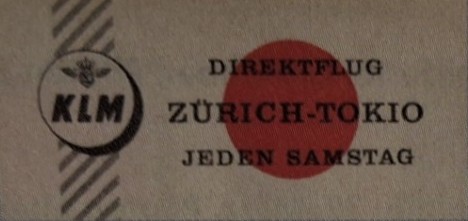 KLM
DIREKTFLUG
ZÜRICH-TOKIO
JEDEN SAMSTAG